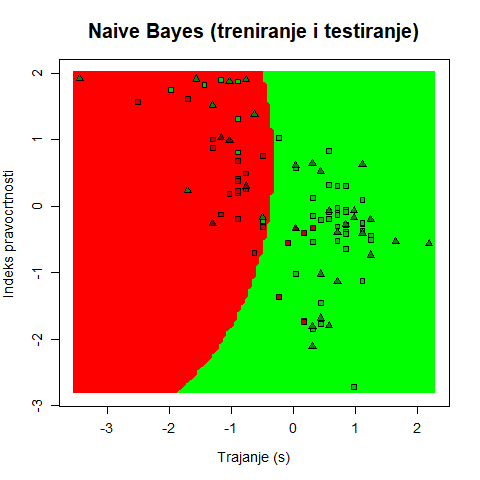 Naive Bayes (treniranje i testiranje)
Indeks pravocrtnosti
2
1
0
-1
-2
-3
-3 -2 -1 0 1 2
Trajanje (s)